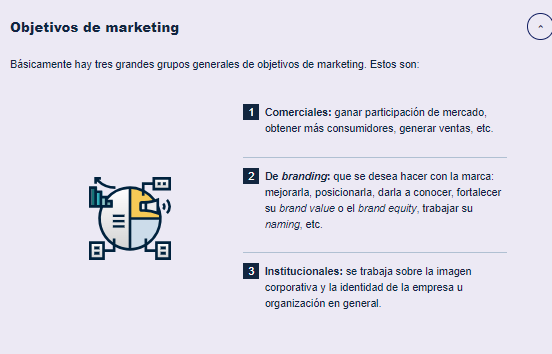 Objetivos de marketing
Básicamente hay tres grandes grupos generales de objetivos de marketing. Estos son:
1 Comerciales: ganar participación de mercado,
obtener más consumidores, generar ventas, etc.
2 De branding: que se desea hacer con la marca:
mejorarla, posicionarla, darla a conocer, fortalecer
su brand value o el brand equity, trabajar su
naming, etc.
3 Institucionales: se trabaja sobre la imagen
corporativa y la identidad de la empresa u
organización en general.